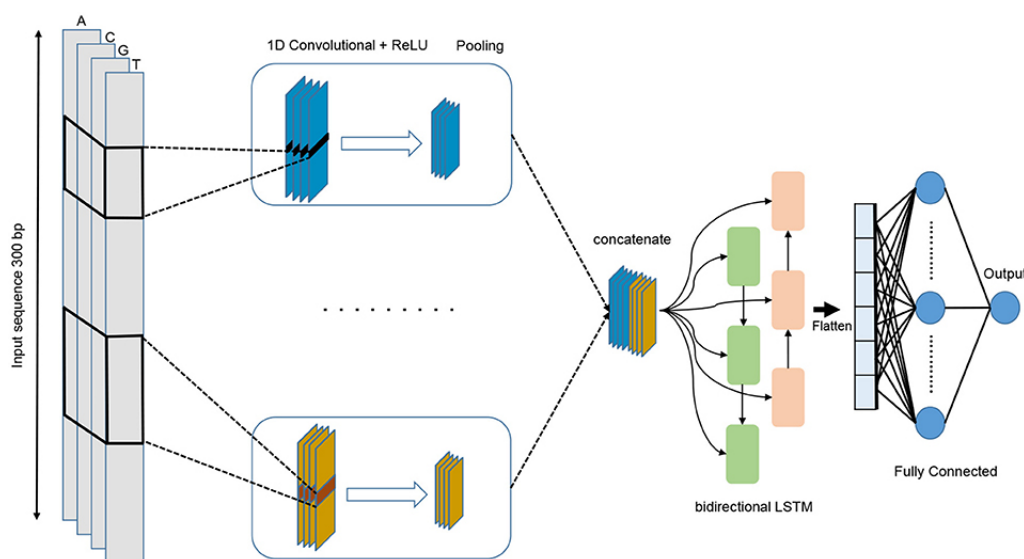 A
C
G
T
Input sequence 300 bp
1D Convolutional + ReLU
Pooling
concatenate
bidirectional LSTM
Flatten
Output
Fully Connected